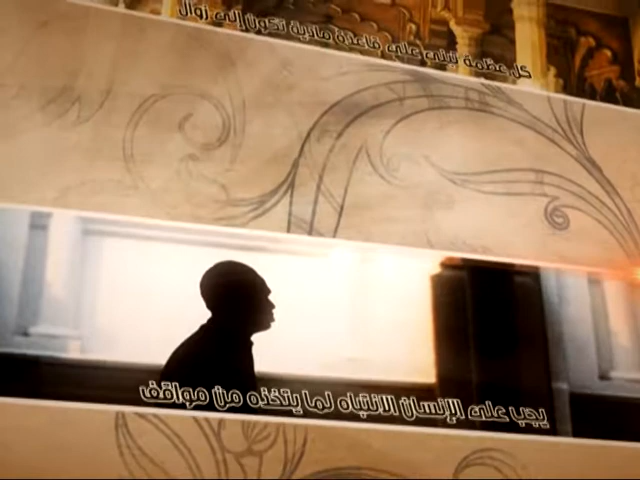 كل عظمة تبنى على قاعدة مادية تكون إلى زوال
يجب على الإنسان الانتباه لما يتخذه من مواقف